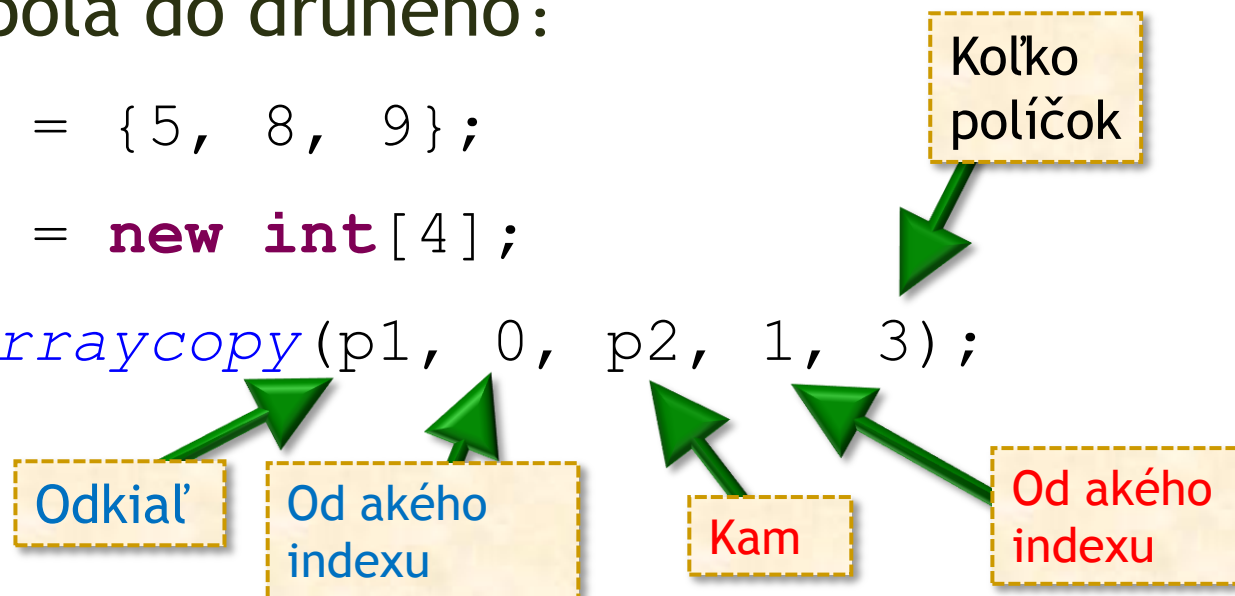 pola do druhého:
= {5, 8, 9};
= new int[4];
rraycopy(p1, 0, p2, 1, 3);
Koľko
políčok
Odkiaľ
Od akého
indexu
Kam
Od akého
indexu